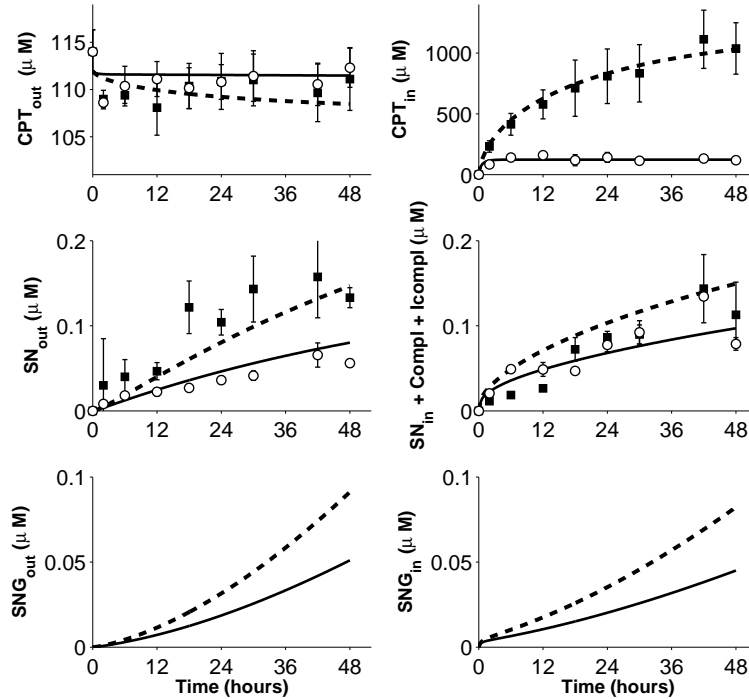 CPT_out (μ M)
115
110
105
0 12 24 36 48
CPT_in (μ M)
1000
500
0
0 12 24 36 48
SN_out (μ M)
0.2
0.1
0
0 12 24 36 48
SN_in + Compl + Icompl (μ M)
0.2
0.1
0
0 12 24 36 48
SNG_out (μ M)
0.1
0.05
0
0 12 24 36 48
Time (hours)
SNG_in (μ M)
0.1
0.05
0
0 12 24 36 48
Time (hours)